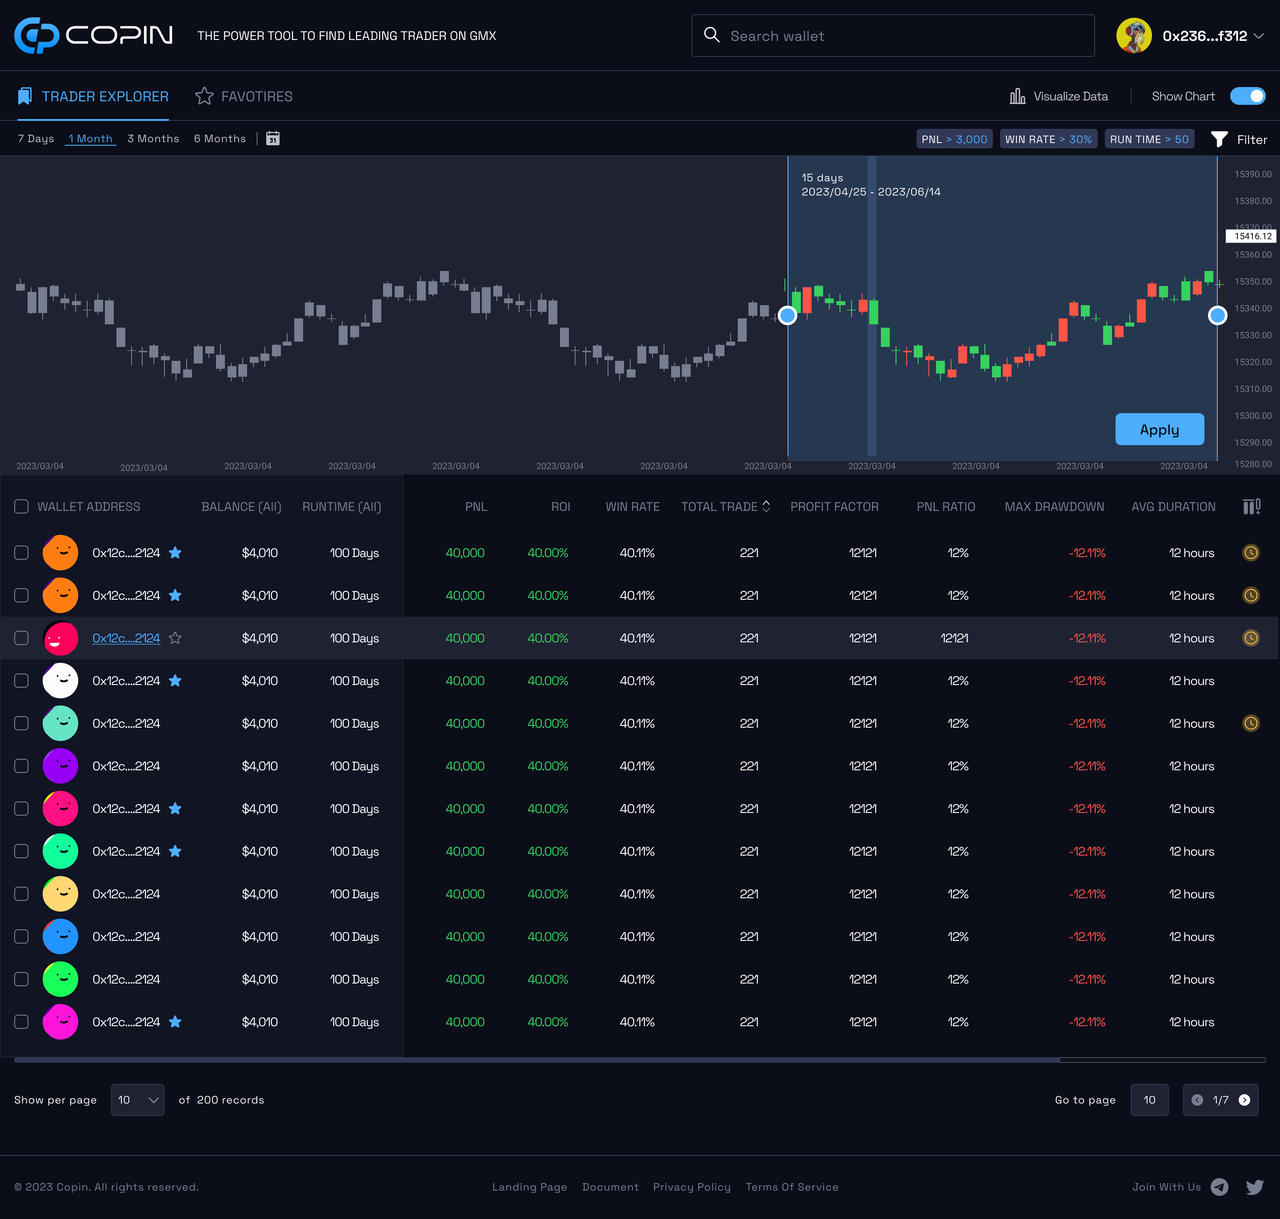 COPIN
THE POWER TOOL TO FIND LEADING TRADER ON GMX
Search wallet
0x236...f312
TRADER EXPLORER
FAVOTIRES
Visualize Data
Show Chart
7 Days
1 Month
3 Months
6 Months
31
PNL > 3,000
WIN RATE > 30%
RUN TIME > 50
Filter
15 days
2023/04/25 - 2023/06/14
15390.00
15380.00
15370.00
15416.12
15360.00
15350.00
15340.00
15330.00
15320.00
15310.00
15300.00
15290.00
15280.00
Apply
2023/03/04 2023/03/04 2023/03/04 2023/03/04 2023/03/04 2023/03/04 2023/03/04 2023/03/04 2023/03/04 2023/03/04 2023/03/04 2023/03/04
WALLET ADDRESS BALANCE (All) RUNTIME (All) PNL ROI WIN RATE TOTAL TRADE PROFIT FACTOR PNL RATIO MAX DRAWDOWN AVG DURATION
0x12c....2124 $4,010 100 Days 40,000 40.00% 40.11% 221 12121 12% -12.11% 12 hours
0x12c....2124 $4,010 100 Days 40,000 40.00% 40.11% 221 12121 12% -12.11% 12 hours
0x12c....2124 $4,010 100 Days 40,000 40.00% 40.11% 221 12121 12121 -12.11% 12 hours
0x12c....2124 $4,010 100 Days 40,000 40.00% 40.11% 221 12121 12% -12.11% 12 hours
0x12c....2124 $4,010 100 Days 40,000 40.00% 40.11% 221 12121 12% -12.11% 12 hours
0x12c....2124 $4,010 100 Days 40,000 40.00% 40.11% 221 12121 12% -12.11% 12 hours
0x12c....2124 $4,010 100 Days 40,000 40.00% 40.11% 221 12121 12% -12.11% 12 hours
0x12c....2124 $4,010 100 Days 40,000 40.00% 40.11% 221 12121 12% -12.11% 12 hours
0x12c....2124 $4,010 100 Days 40,000 40.00% 40.11% 221 12121 12% -12.11% 12 hours
0x12c....2124 $4,010 100 Days 40,000 40.00% 40.11% 221 12121 12% -12.11% 12 hours
0x12c....2124 $4,010 100 Days 40,000 40.00% 40.11% 221 12121 12% -12.11% 12 hours
0x12c....2124 $4,010 100 Days 40,000 40.00% 40.11% 221 12121 12% -12.11% 12 hours
Show per page 10 of 200 records
Go to page 10 1/7
© 2023 Copin. All rights reserved.
Landing Page Document Privacy Policy Terms Of Service
Join With Us